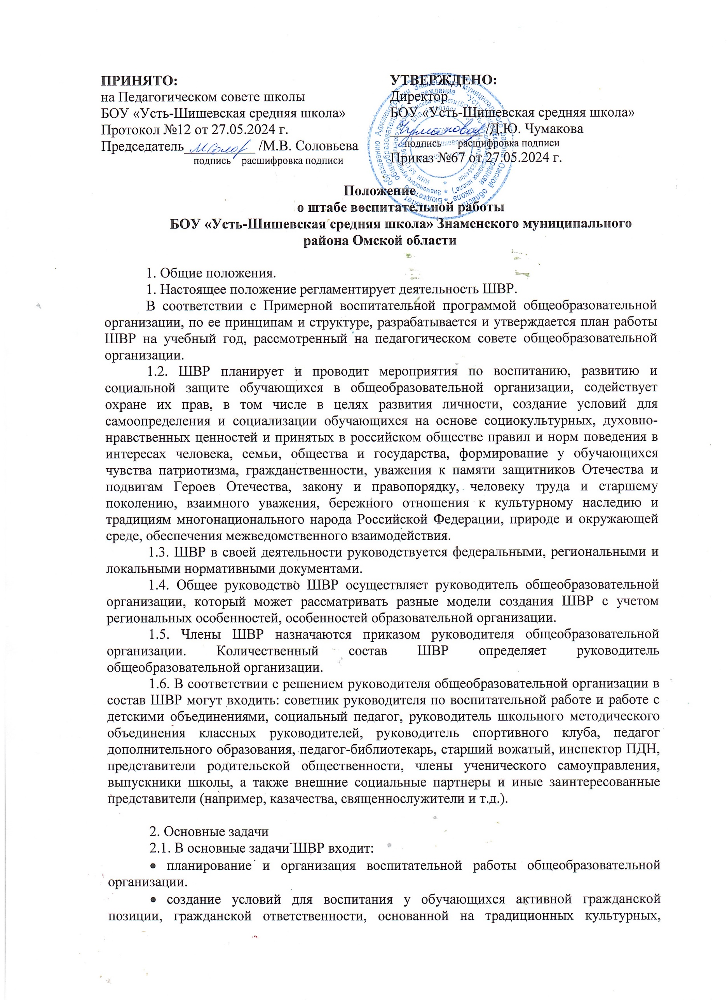 ПРИНЯТО:
на Педагогическом совете школы
БОУ «Усть-Шишевская средняя школа»
Протокол №12 от 27.05.2024 г.
Председатель__________ /М.В. Соловьева
подпись расшифровка подписи
УТВЕРЖДЕНО:
Директор
БОУ «Усть-Шишевская средняя школа»
Чумакова /Д.Ю. Чумакова
подпись расшифровка подписи
Приказ №67 от 27.05.2024 г.
Положение
о штабе воспитательной работы
БОУ «Усть-Шишевская средняя школа» Знаменского муниципального
района Омской области
1. Общие положения.
1. Настоящее положение регламентирует деятельность ШВР.
В соответствии с Примерной воспитательной программой общеобразовательной
организации, по ее принципам и структуре, разрабатывается и утверждается план работы
ШВР на учебный год, рассмотренный на педагогическом совете общеобразовательной
организации.
1.2. ШВР планирует и проводит мероприятия по воспитанию, развитию и
социальной защите обучающихся в общеобразовательной организации, содействует
охране их прав, в том числе в целях развития личности, создание условий для
самоопределения и социализации обучающихся на основе социокультурных, духовно-
нравственных ценностей и принятых в российском обществе правил и норм поведения в
интересах человека, семьи, общества и государства, формирование у обучающихся
чувства патриотизма, гражданственности, уважения к памяти защитников Отечества и
подвигам Героев Отечества, закону и правопорядку, человеку труда и старшему
поколению, взаимного уважения, бережного отношения к культурному наследию и
традициям многонационального народа Российской Федерации, природе и окружающей
среде, обеспечения межведомственного взаимодействия.
1.3. ШВР в своей деятельности руководствуется федеральными, региональными и
локальными нормативными документами.
1.4. Общее руководство ШВР осуществляет руководитель общеобразовательной
организации, который может рассматривать разные модели создания ШВР с учетом
региональных особенностей, особенностей образовательной организации.
1.5. Члены ШВР назначаются приказом руководителя общеобразовательной
организации. Количественный состав ШВР определяет руководитель
общеобразовательной организации.
1.6. В соответствии с решением руководителя общеобразовательной организации в
состав ШВР могут входить: советник руководителя по воспитательной работе и работе с
детскими объединениями, социальный педагог, руководитель школьного методического
объединения классных руководителей, руководитель спортивного клуба, педагог
дополнительного образования, педагог-библиотекарь, старший вожатый, инспектор ПДН,
представители родительской общественности, члены ученического самоуправления,
выпускники школы, а также внешние социальные партнеры и иные заинтересованные
представители (например, казачества, священнослужители и т.д.).
2. Основные задачи
2.1. В основные задачи ШВР входит:
• планирование и организация воспитательной работы общеобразовательной
организации.
• создание условий для воспитания у обучающихся активной гражданской
позиции, гражданской ответственности, основанной на традиционных культурных,